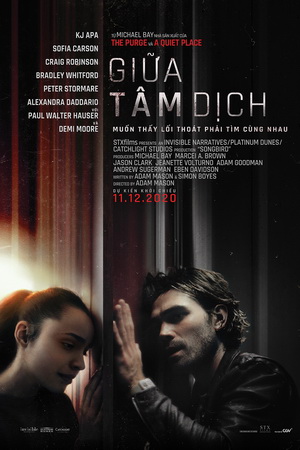 KJ APA
SOFIA CARSON
CRAIG ROBINSON
BRADLEY WHITFORD
PETER STORMARE
ALEXANDRA DADDARIO
với
PAUL WALTER HAUSER
và
DEMI MOORE
TỪ MICHAEL BAY NHÀ SẢN XUẤT CỦA
THE PURGE VÀ A QUIET PLACE
GIỮA
TÂM DỊCH
MUỐN THẤY LỐI THOÁT PHẢI TÌM CÙNG NHAU
STXfilms PRESENTS AN INVISIBLE NARRATIVES/PLATINUM DUNES/
CATCHLIGHT STUDIOS PRODUCTION "SONGBIRD"
PRODUCERS MICHAEL BAY MARCEI A. BROWN
JASON CLARK JEANETTE VOLTURNO ADAM GOODMAN
ANDREW SUGERMAN EBEN DAVIDSON
WRITTEN BY ADAM MASON & SIMON BOYES
DIRECTED BY ADAM MASON
DỰ KIẾN KHỞI CHIẾU
11.12.2020